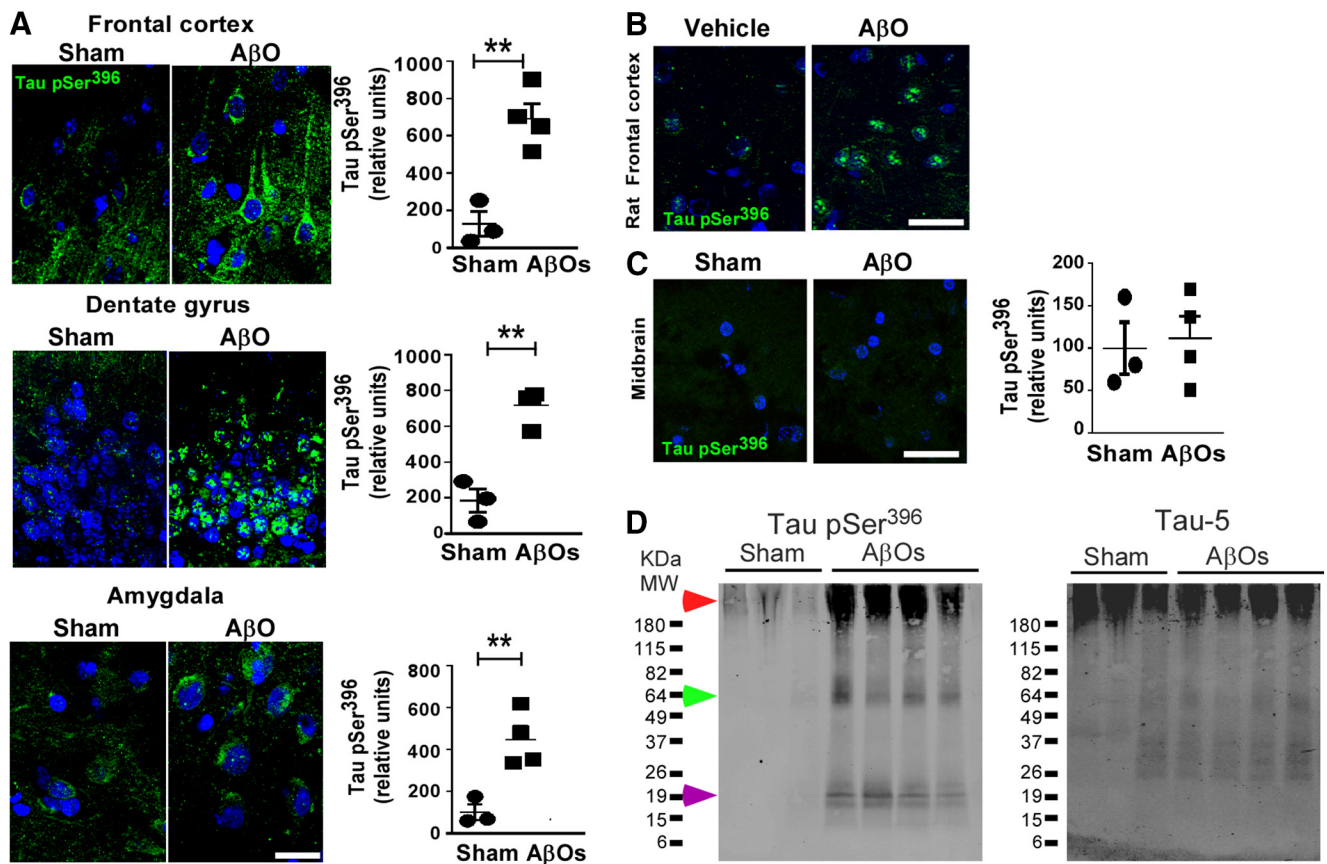 A
Frontal cortex
Sham AβO
Tau pSer396
Tau pSer396
(relative units)
1000
800
600
400
200
0
**
Sham AβOs
Dentate gyrus
Sham AβO
Tau pSer396
(relative units)
1000
800
600
400
200
0
**
Sham AβOs
Amygdala
Sham AβO
Tau pSer396
(relative units)
800
600
400
200
0
**
Sham AβOs
B
Vehicle AβO
Rat Frontal cortex
Tau pSer396
C
Sham AβO
Midbrain
Tau pSer396
Tau pSer396
(relative units)
200
150
100
50
0
Sham AβOs
D
Tau pSer396
KDa
MW
Sham AβOs
180
115
82
64
49
37
26
19
15
6
Tau-5
Sham AβOs
180
115
82
64
49
37
26
19
15
6